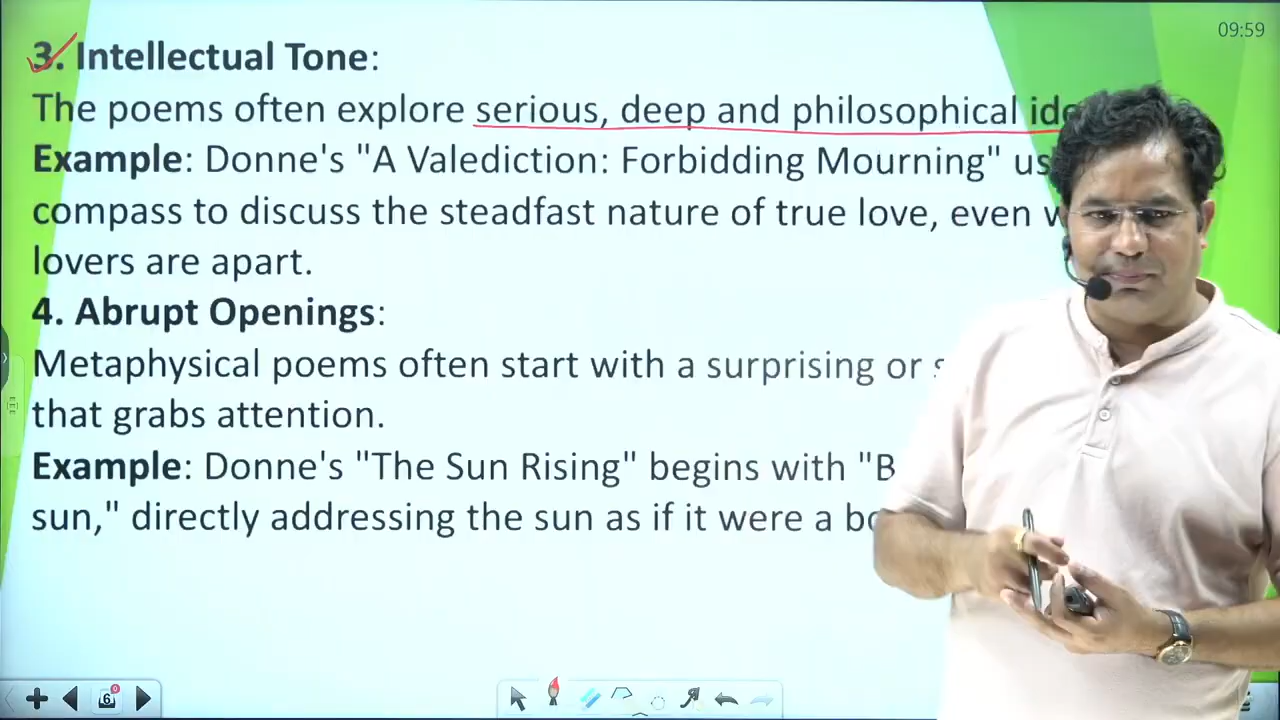 09:59
3. Intellectual Tone:
The poems often explore serious, deep and philosophical
Example: Donne's "A Valediction: Forbidding Mourning"
compass to discuss the steadfast nature of true love, even
lovers are apart.
4. Abrupt Openings:
Metaphysical poems often start with a surprising or
that grabs attention.
Example: Donne's "The Sun Rising" begins with "B
sun," directly addressing the sun as if it were a
6